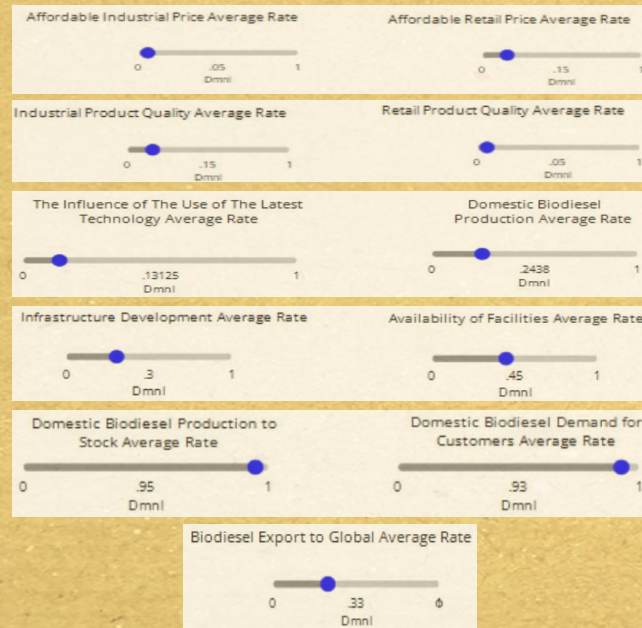 Affordable Industrial Price Average Rate
0 .05 1
Dmnl
Affordable Retail Price Average Rate
0 .15 1
Dmnl
Industrial Product Quality Average Rate
0 .15 1
Dmnl
Retail Product Quality Average Rate
0 .05 1
Dmnl
The Influence of The Use of The Latest
Technology Average Rate
0 .13125 1
Dmnl
Domestic Biodiesel
Production Average Rate
0 .2438 1
Dmnl
Infrastructure Development Average Rate
0 .3 1
Dmnl
Availability of Facilities Average Rate
0 .45 1
Dmnl
Domestic Biodiesel Production to
Stock Average Rate
0 .95 1
Dmnl
Domestic Biodiesel Demand for
Customers Average Rate
0 .93 1
Dmnl
Biodiesel Export to Global Average Rate
0 .33
Dmnl